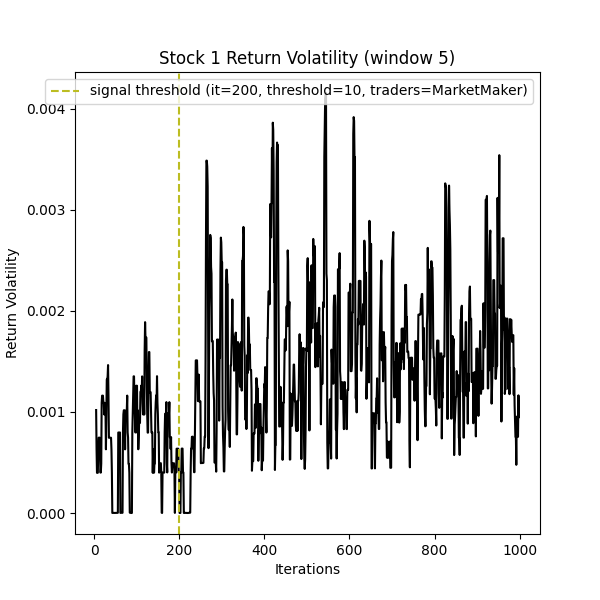 Stock 1 Return Volatility (window 5)
signal threshold (it=200, threshold=10, traders=MarketMaker)
0.004
0.003
0.002
0.001
0.000
Return Volatility
0 200 400 600 800 1000
Iterations